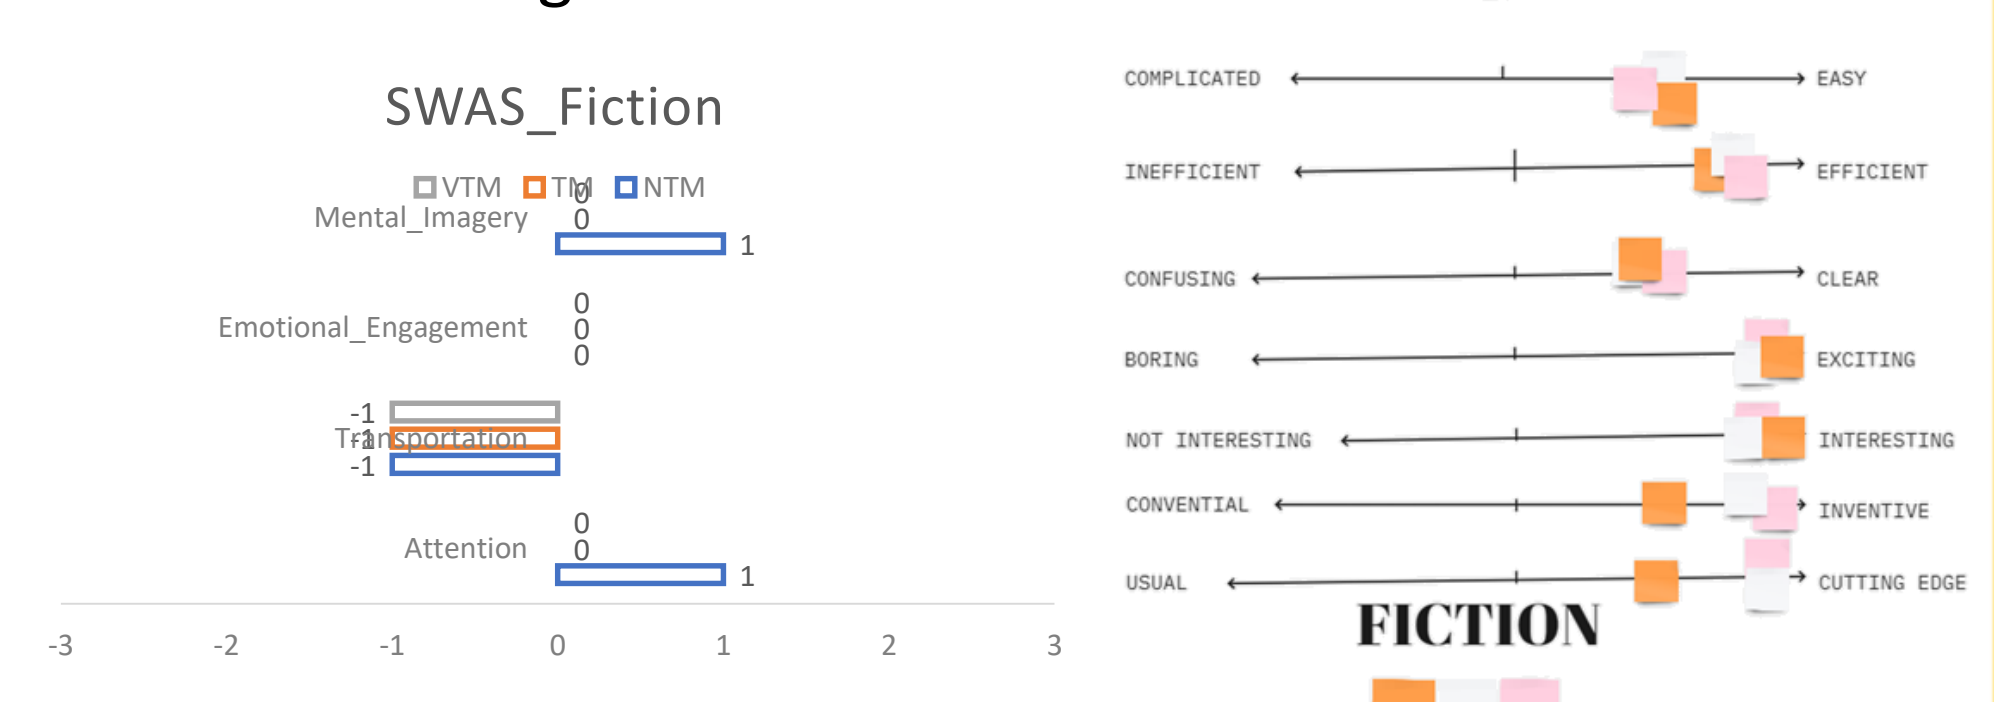 g
SWAS_Fiction
VTM TM NTM
0
Mental_Imagery
0
1
0
Emotional_Engagement
0
0
-1
Transportation
-1
-1
0
Attention
0
1
-3 -2 -1 0 1 2 3
COMPLICATED EASY
INEFFICIENT EFFICIENT
CONFUSING CLEAR
BORING EXCITING
NOT INTERESTING INTERESTING
CONVENTIAL INVENTIVE
USUAL CUTTING EDGE
FICTION